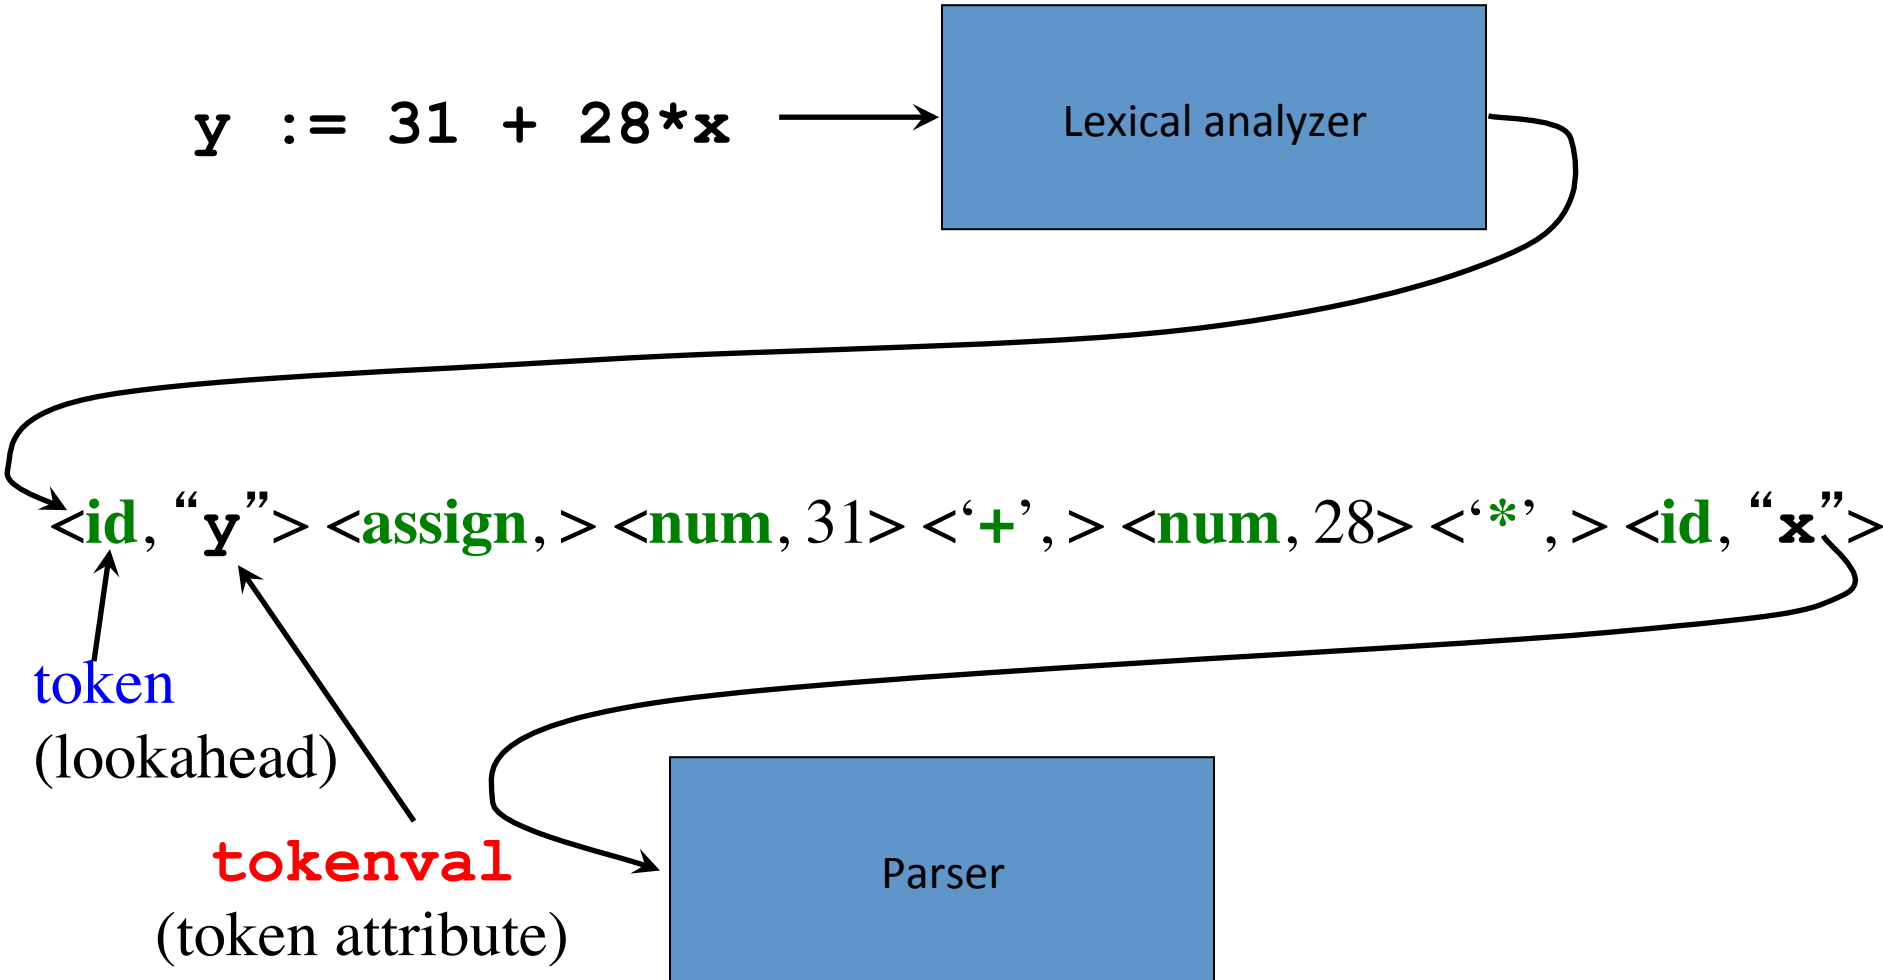 y := 31 + 28*x
Lexical analyzer
<id, “y”> <assign, > <num, 31> <‘+’, > <num, 28> <‘*’, > <id, “x”>
token
(lookahead)
tokenval
(token attribute)
Parser